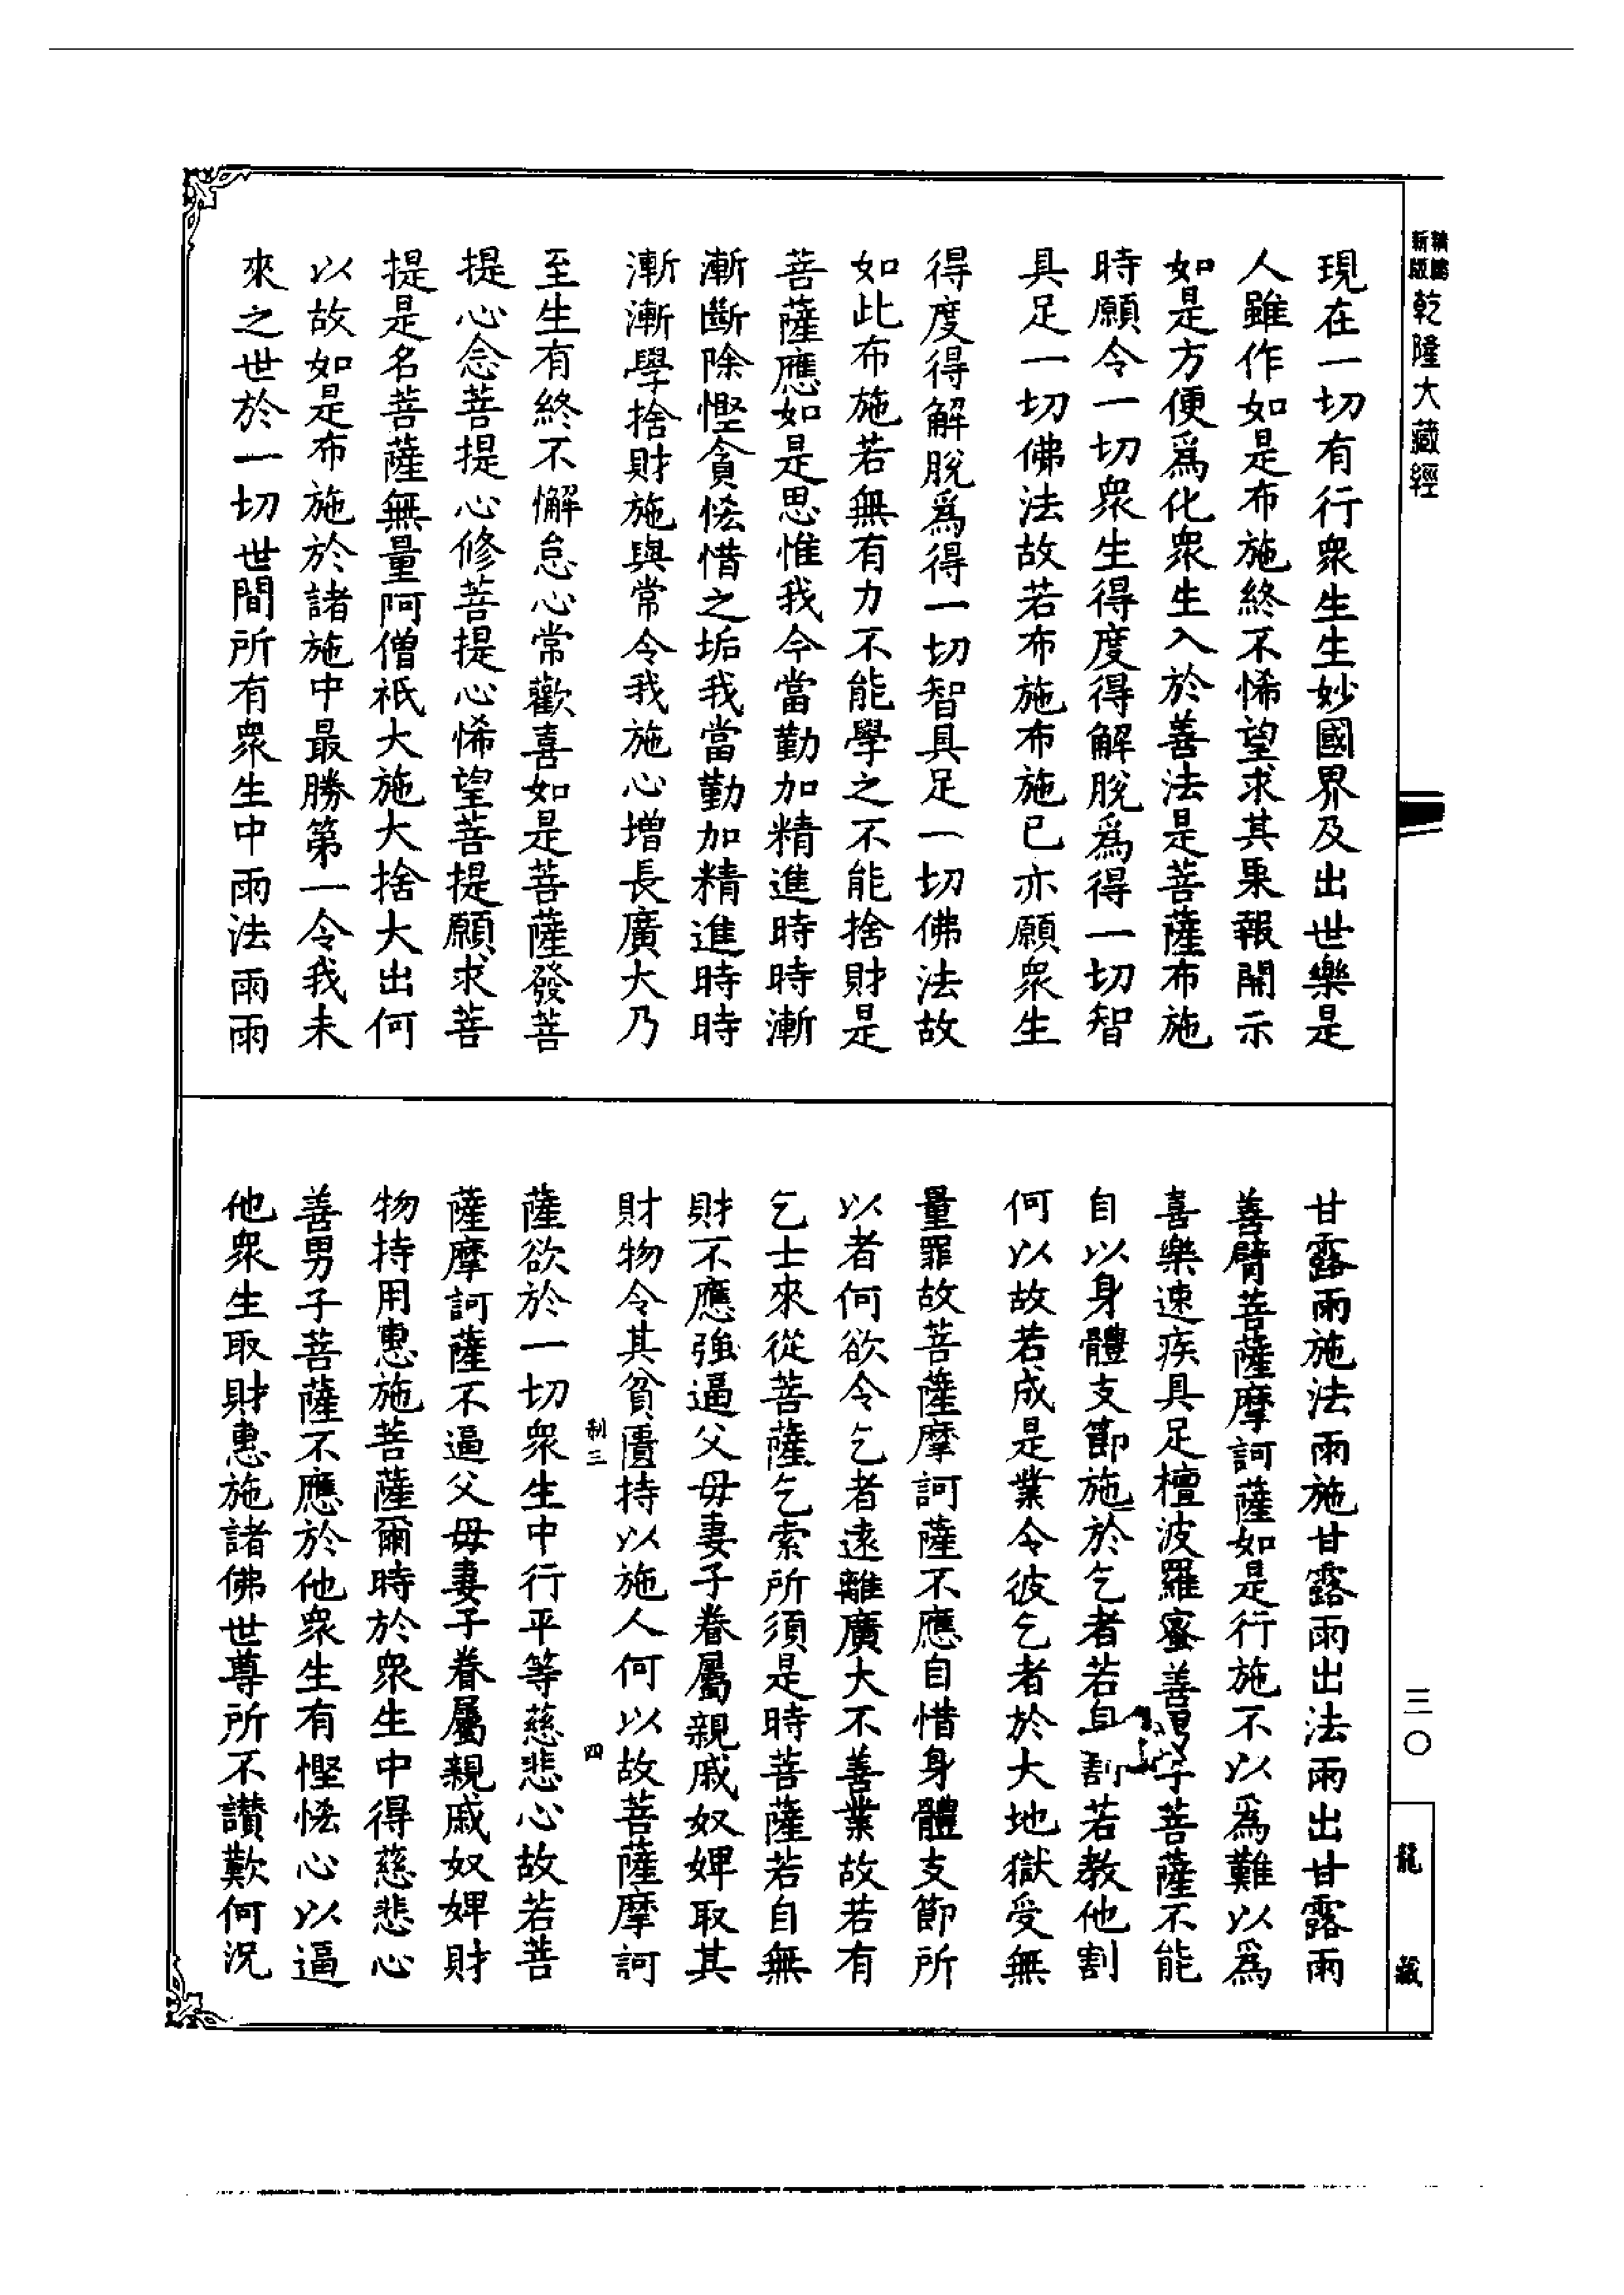 新版
乾隆大藏經
現在一切有行衆生生妙國界及出世樂是
人雖作如是布施終不悕望求其果報開示
如是方便爲化衆生入於善法是菩薩布施
時願令一切衆生得度得解脫爲得一切智
具足一切佛法故若布施布施已亦願衆生
得度得解脫爲得一切智具足一切佛法故
如此布施若無有力不能學之不能捨財是
菩薩應如是思惟我今當勤加精進時時漸
漸斷除慳貪悋惜之垢我當勤加精進時時
漸漸學捨財施與常令我施心增長廣大乃
至生有終不懈怠心常歡喜如是菩薩發菩
提心念菩提心修菩提心悕望菩提願求菩
提是名菩薩無量阿僧祇大施大捨大出何
以故如是布施於諸施中最勝第一令我未
來之世於一切世間所有衆生中雨法雨雨
甘露雨施法雨施甘露雨出法雨出甘露雨
善臂菩薩摩訶薩如是行施不以爲難以爲
喜樂速疾具足檀波羅蜜善男子菩薩不能
自以身體支節施於乞者若自割若教他割
何以故若成是業令彼乞者於大地獄受無
量罪故菩薩摩訶薩不應自惜身體支節所
以者何欲令乞者遠離廣大不善業故若有
乞士來從菩薩乞索所須是時菩薩若自無
財不應強逼父母妻子眷屬親戚奴婢取其
財物令其貧匱持以施人何以故菩薩摩訶
制三 四
薩欲於一切衆生中行平等慈悲心故若菩
薩摩訶薩不逼父母妻子眷屬親戚奴婢財
物持用惠施菩薩爾時於衆生中得慈悲心
善男子菩薩不應於他衆生有慳悋心以逼
他衆生取財惠施諸佛世尊所不讃歎何況
三〇
龍藏